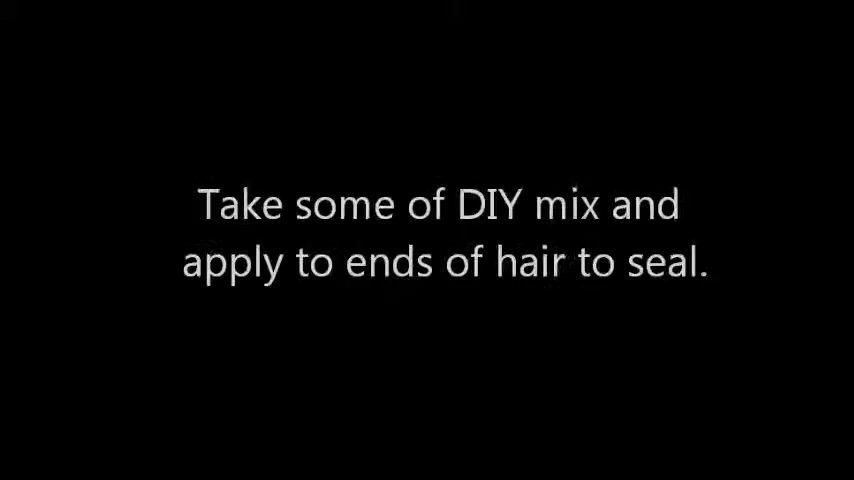 Take some of DIY mix and
apply to ends of hair to seal.